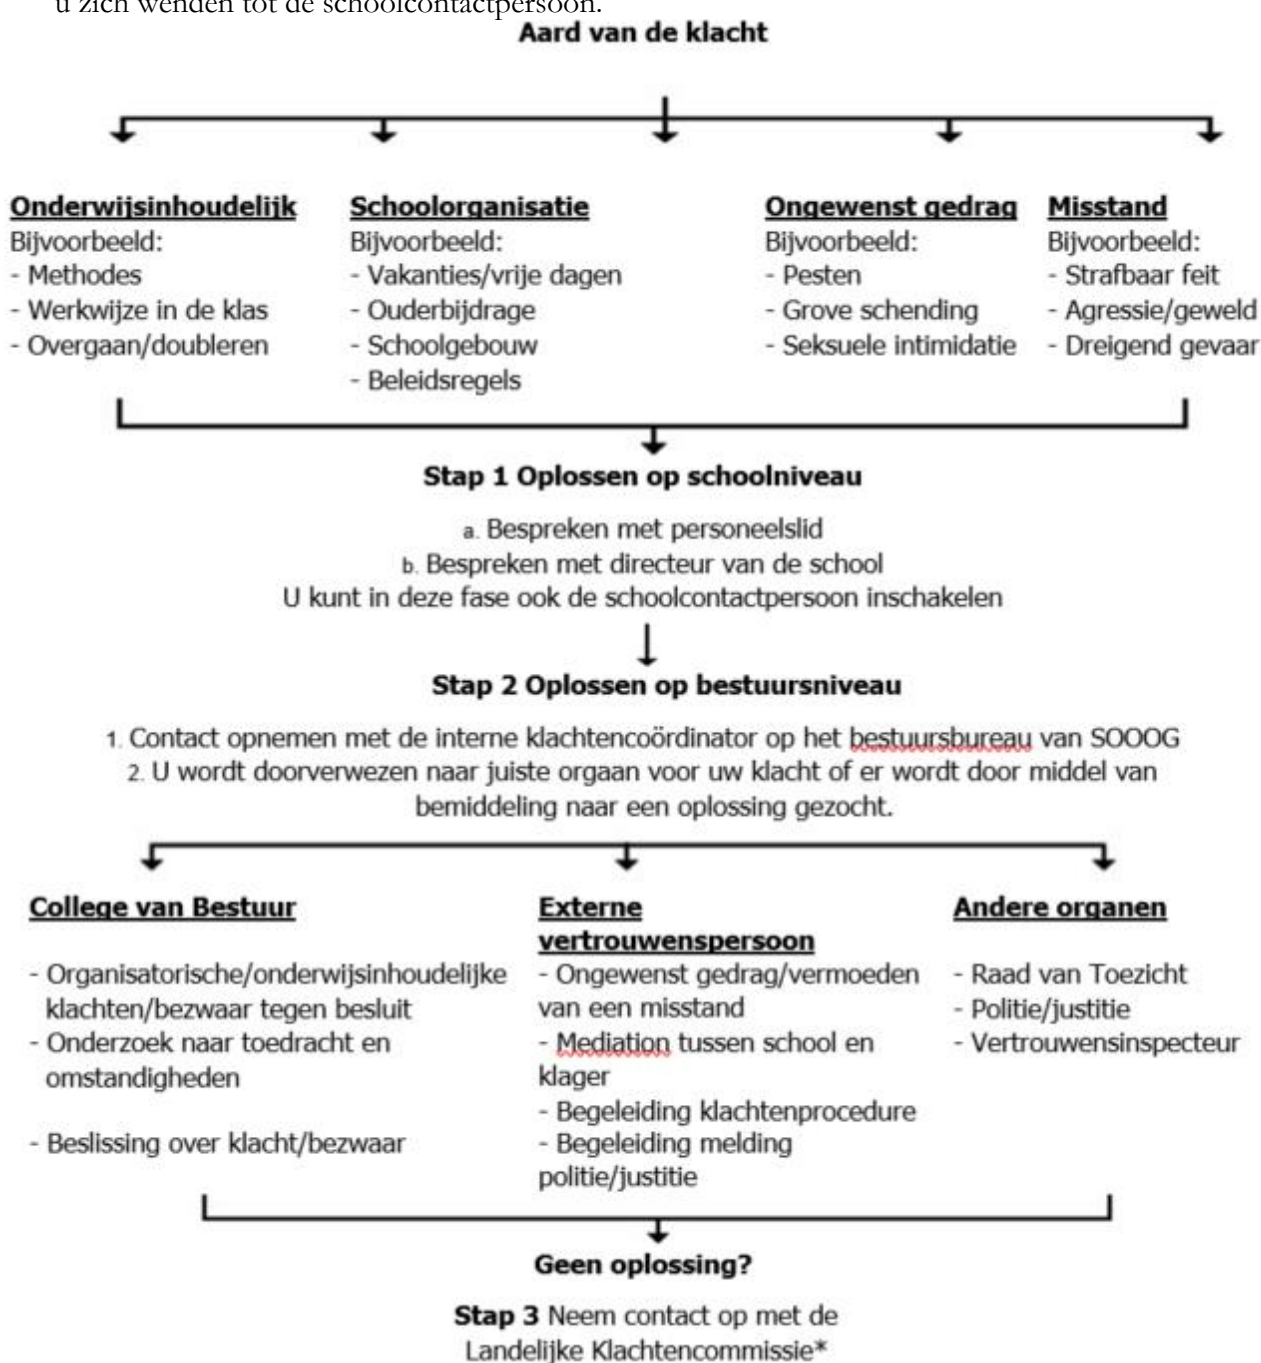 u zich wenden tot de schoolcontactpersoon.
Aard van de klacht
Onderwijsinhoudelijk
Bijvoorbeeld:
- Methodes
- Werkwijze in de klas
- Overgaan/doubleren
Schoolorganisatie
Bijvoorbeeld:
- Vakanties/vrije dagen
- Ouderbijdrage
- Schoolgebouw
- Beleidsregels
Ongewenst gedrag
Bijvoorbeeld:
- Pesten
- Grove schending
- Seksuele intimidatie
Misstand
Bijvoorbeeld:
- Strafbaar feit
- Agressie/geweld
- Dreigend gevaar
Stap 1 Oplossen op schoolniveau
a. Bespreken met personeelslid
b. Bespreken met directeur van de school
U kunt in deze fase ook de schoolcontactpersoon inschakelen
Stap 2 Oplossen op bestuursniveau
1. Contact opnemen met de interne klachtencoördinator op het bestuursbureau van SOOOG
2. U wordt doorverwezen naar juiste orgaan voor uw klacht of er wordt door middel van
bemiddeling naar een oplossing gezocht.
College van Bestuur
- Organisatorische/onderwijsinhoudelijke
klachten/bezwaar tegen besluit
- Onderzoek naar toedracht en
omstandigheden
- Beslissing over klacht/bezwaar
Externe
vertrouwenspersoon
- Ongewenst gedrag/vermoeden
van een misstand
- Mediation tussen school en
klager
- Begeleiding klachtenprocedure
- Begeleiding melding
politie/justitie
Andere organen
- Raad van Toezicht
- Politie/justitie
- Vertrouwensinspecteur
Geen oplossing?
Stap 3 Neem contact op met de
Landelijke Klachtencommissie*